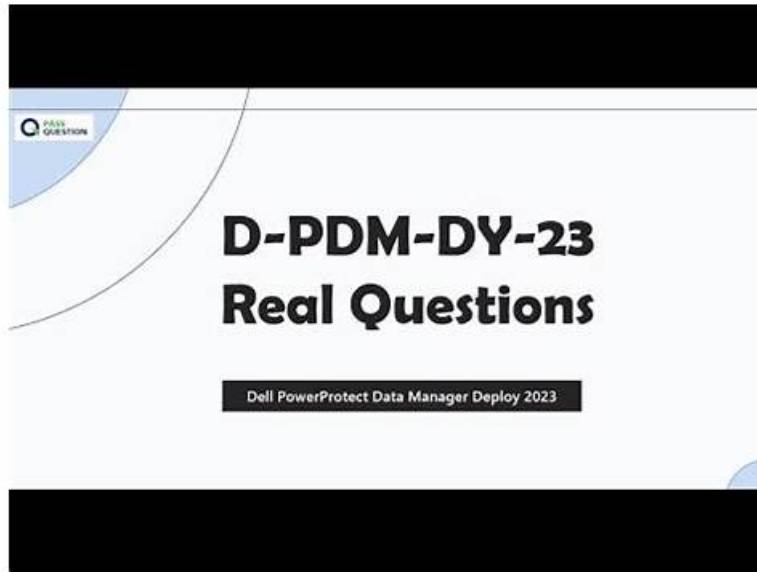 PASS
QUESTION
D-PDM-DY-23
Real Questions
Dell PowerProtect Data Manager Deploy 2023